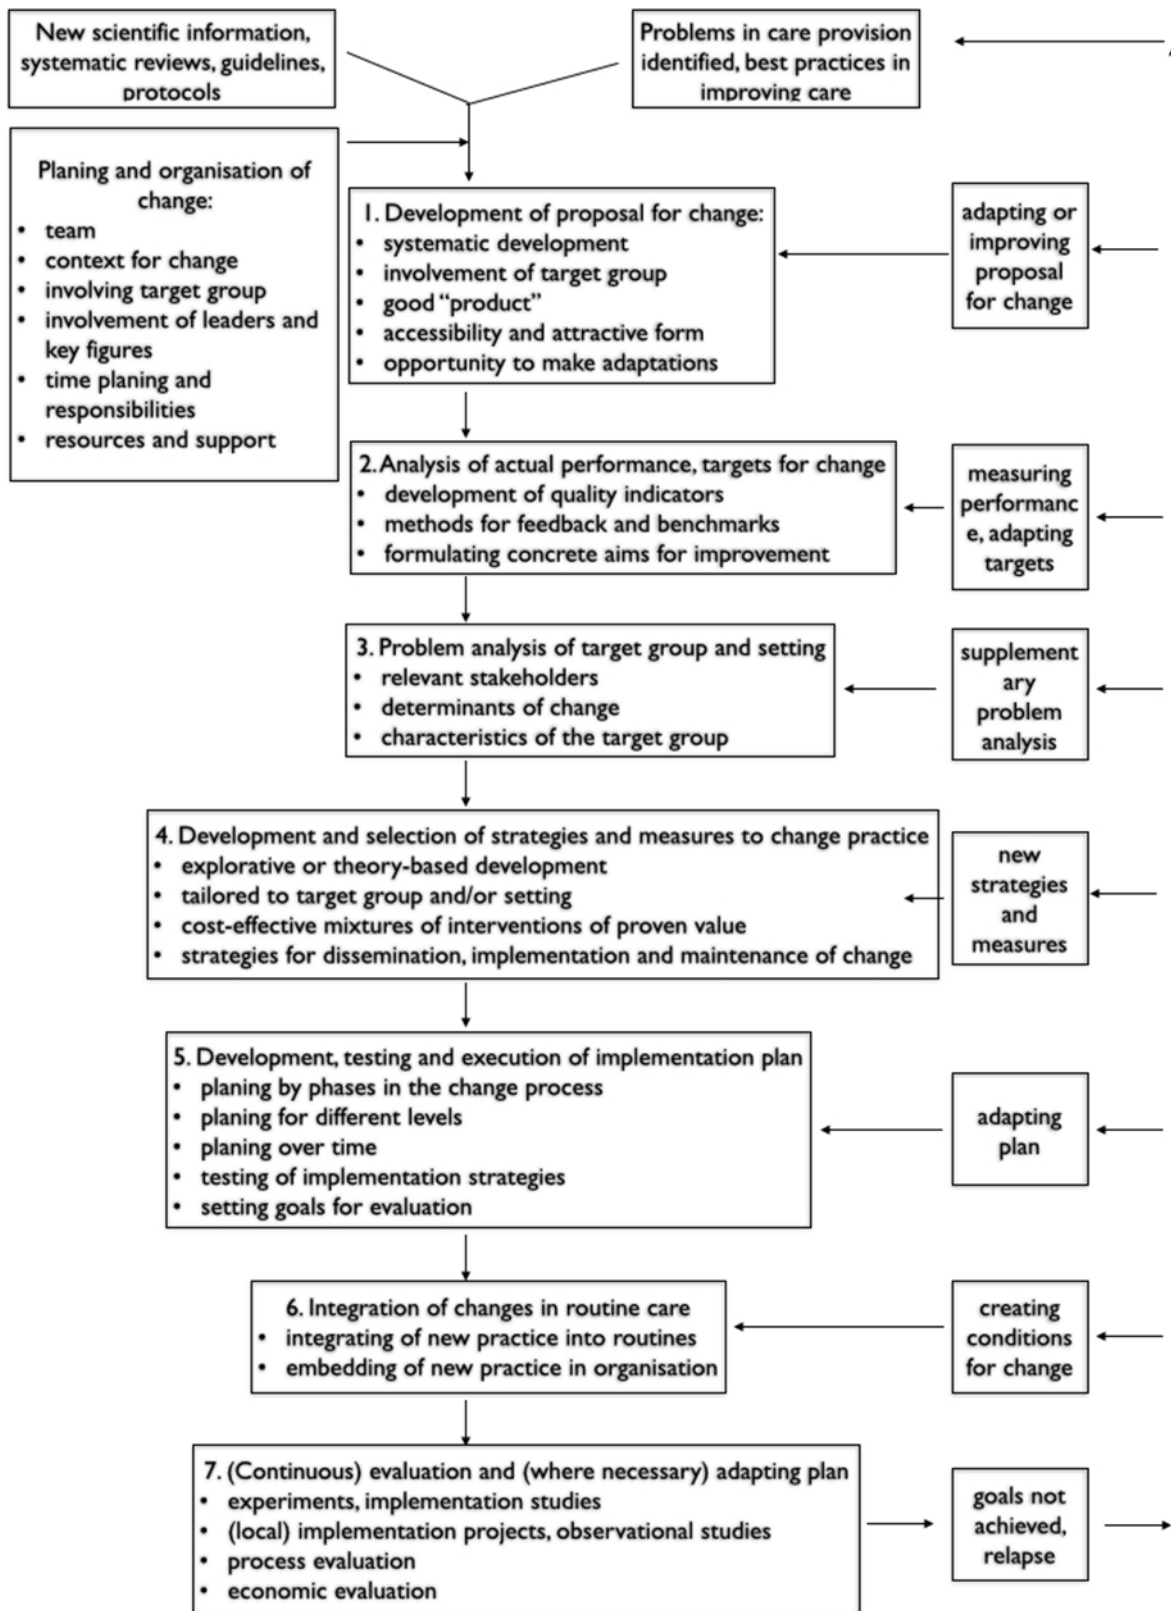 New scientific information,
systematic reviews, guidelines,
protocols
Problems in care provision
identified, best practices in
improving care
Planing and organisation of
change:
• team
• context for change
• involving target group
• involvement of leaders and
key figures
• time planing and
responsibilities
• resources and support
1. Development of proposal for change:
• systematic development
• involvement of target group
• good “product”
• accessibility and attractive form
• opportunity to make adaptations
adapting or
improving
proposal
for change
2. Analysis of actual performance, targets for change
• development of quality indicators
• methods for feedback and benchmarks
• formulating concrete aims for improvement
measuring
performanc
e, adapting
targets
3. Problem analysis of target group and setting
• relevant stakeholders
• determinants of change
• characteristics of the target group
supplement
ary
problem
analysis
4. Development and selection of strategies and measures to change practice
• explorative or theory-based development
• tailored to target group and/or setting
• cost-effective mixtures of interventions of proven value
• strategies for dissemination, implementation and maintenance of change
new
strategies
and
measures
5. Development, testing and execution of implementation plan
• planing by phases in the change process
• planing for different levels
• planing over time
• testing of implementation strategies
• setting goals for evaluation
adapting
plan
6. Integration of changes in routine care
• integrating of new practice into routines
• embedding of new practice in organisation
creating
conditions
for change
7. (Continuous) evaluation and (where necessary) adapting plan
• experiments, implementation studies
• (local) implementation projects, observational studies
• process evaluation
• economic evaluation
goals not
achieved,
relapse